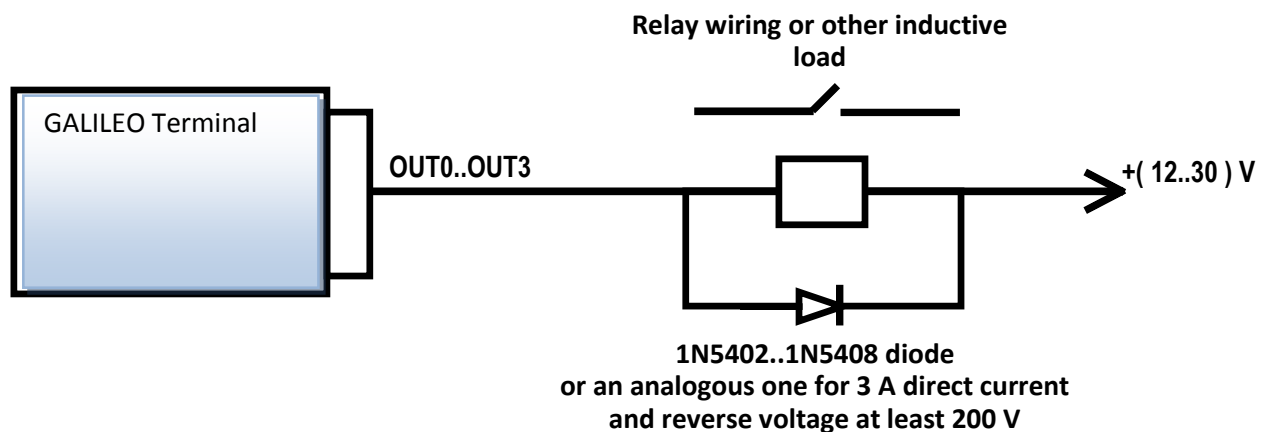 Relay wiring or other inductive
load
GALILEO Terminal
OUT0..OUT3
+( 12..30 ) V
1N5402..1N5408 diode
or an analogous one for 3 A direct current
and reverse voltage at least 200 V